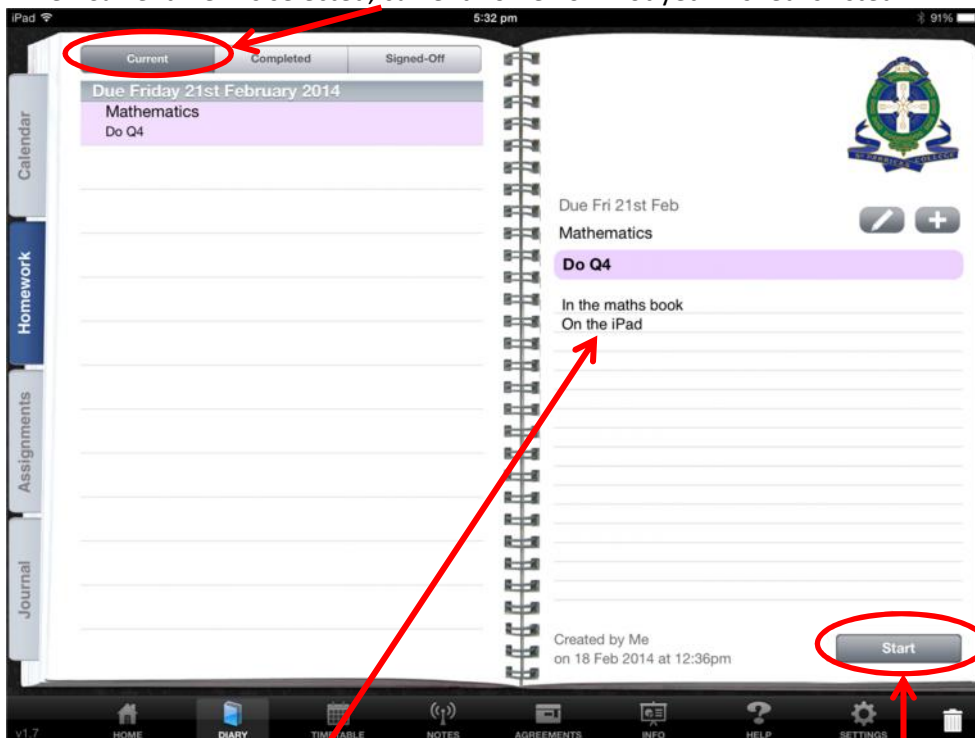 iPad
5:32 pm
91%
Current
Completed
Signed-Off
Due Friday 21st February 2014
Mathematics
Do Q4
Calendar
Homework
Assignments
Journal
Due Fri 21st Feb
Mathematics
Do Q4
In the maths book
On the iPad
Created by Me
on 18 Feb 2014 at 12:36pm
Start
v1.7
HOME
DIARY
TIMETABLE
NOTES
AGREEMENTS
INFO
HELP
SETTINGS